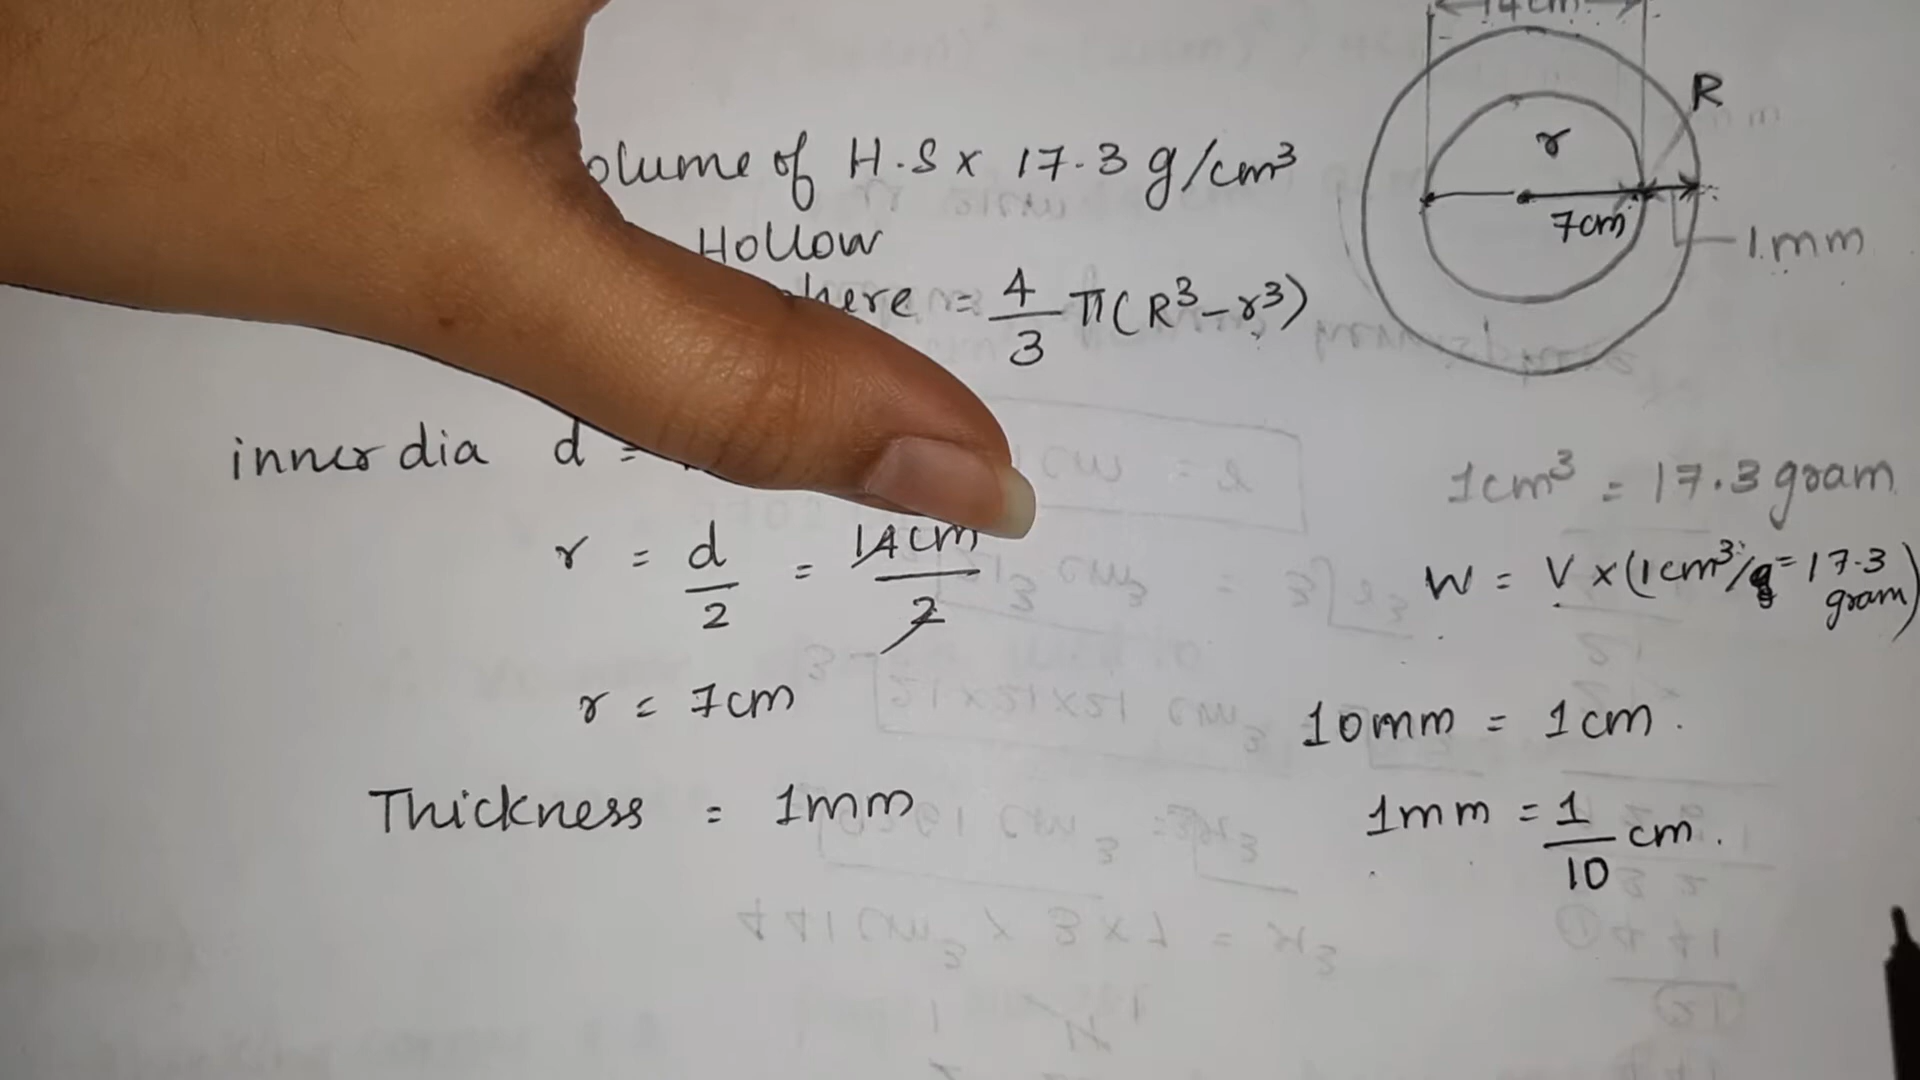 14cm
R
olume of H.S x 17.3 g/cm³
r
7cm
1mm
Hollow
here = 4/3 π(R³-r³)
inner dia d =
1cm³ = 17.3 gram
r = d/2 = 14cm/2
W = V x (1cm³/g = 17.3 gram)
r = 7cm
10mm = 1cm.
Thickness = 1mm
1mm = 1/10 cm.